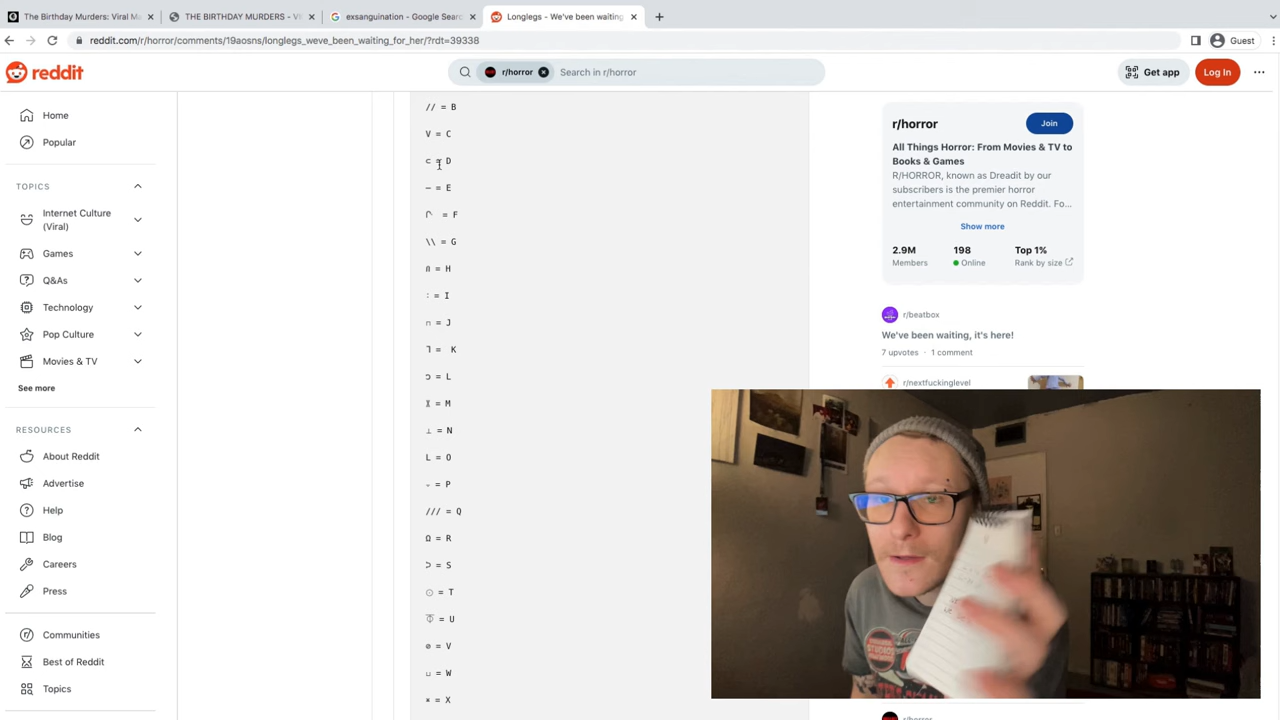 The Birthday Murders: Viral Ma
THE BIRTHDAY MURDERS - V
exsanguination - Google Searc
Longlegs - We've been waiting
reddit.com/r/horror/comments/19aosns/longlegs_weve_been_waiting_for_her/?rdt=39338
Guest
reddit
r/horror
Search in r/horror
Get app
Log In
Home
Popular
TOPICS
Internet Culture
(Viral)
Games
Q&As
Technology
Pop Culture
Movies & TV
See more
RESOURCES
About Reddit
Advertise
Help
Blog
Careers
Press
Communities
Best of Reddit
Topics
// = B
V = C
⊂ = D
– = E
= F
\\ = G
= H
: = I
⊓ = J
= K
ɔ = L
= M
⊥ = N
L = O
= P
/// = Q
Ω = R
= S
⊙ = T
= U
⊘ = V
⊔ = W
= X
r/horror
Join
All Things Horror: From Movies & TV to
Books & Games
R/HORROR, known as Dreadit by our
subscribers is the premier horror
entertainment community on Reddit. Fo...
Show more
2.9M
Members
198
Online
Top 1%
Rank by size
r/beatbox
We've been waiting, it's here!
7 upvotes · 1 comment
r/nextfuckinglevel
r/horror